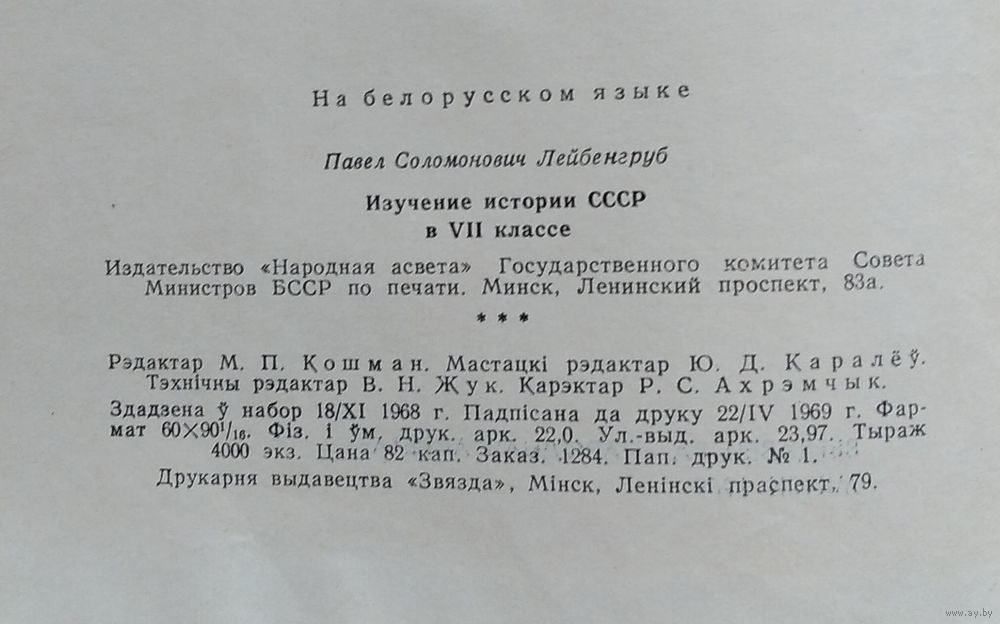 На белорусском языке
Павел Соломонович Лейбенгруб
Изучение истории СССР
в VII классе
Издательство «Народная асвета» Государственного комитета Совета
Министров БССР по печати. Минск, Ленинский проспект, 83а.
* * *
Рэдактар М. П. Кошман. Мастацкі рэдактар Ю. Д. Каралёў.
Тэхнічны рэдактар В. Н. Жук. Карэктар Р. С. Ахрэмчык.
Здадзена ў набор 18/XI 1968 г. Падпісана да друку 22/IV 1969 г. Фар-
мат 60×90¹/₁₆. Фіз. і ўм. друк. арк. 22,0. Ул.-выд. арк. 23,97. Тыраж
4000 экз. Цана 82 кап. Заказ. 1284. Пап. друк. № 1.
Друкарня выдавецтва «Звязда», Мінск, Ленінскі праспект, 79.
www.ay.by